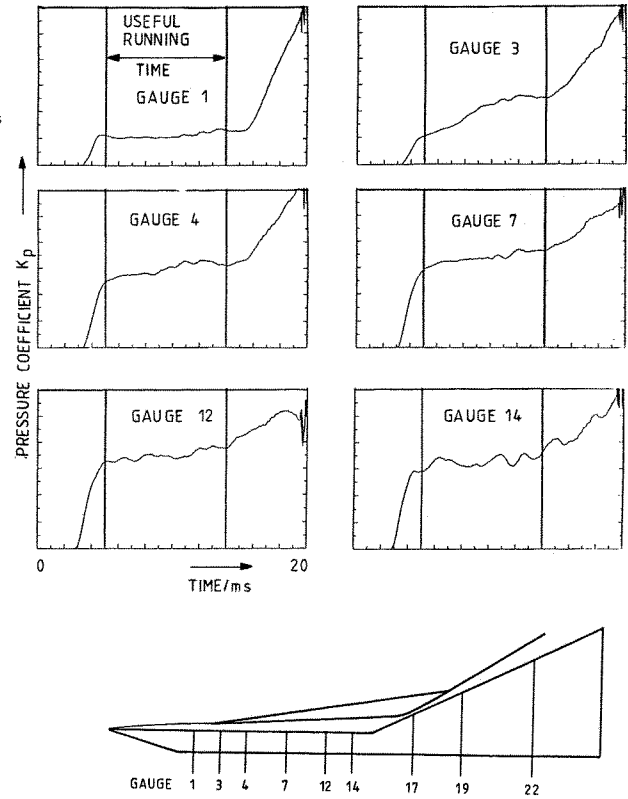 USEFUL
RUNNING
TIME
GAUGE 1
GAUGE 3
GAUGE 4
GAUGE 7
PRESSURE COEFFICIENT Kp
GAUGE 12
GAUGE 14
0 20
TIME/ms
GAUGE 1 3 4 7 12 14 17 19 22